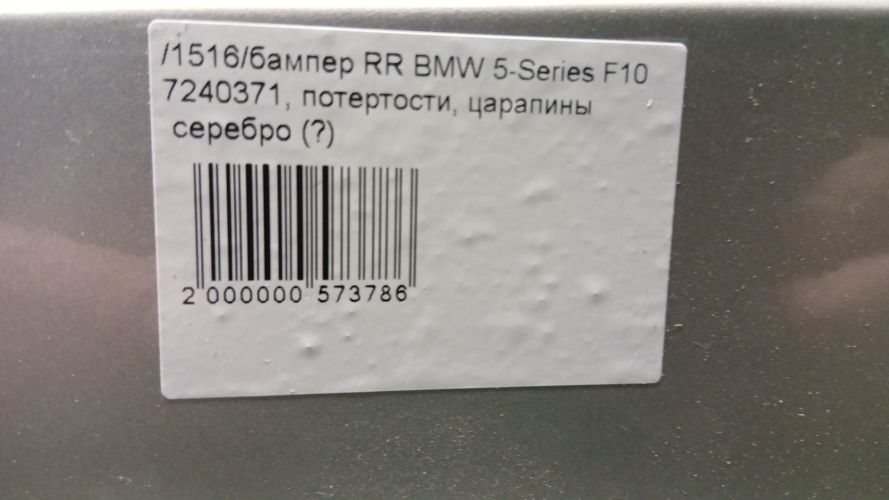 /1516/бампер RR BMW 5-Series F10
7240371, потертости, царапины
серебро (?)
2 000000 573786